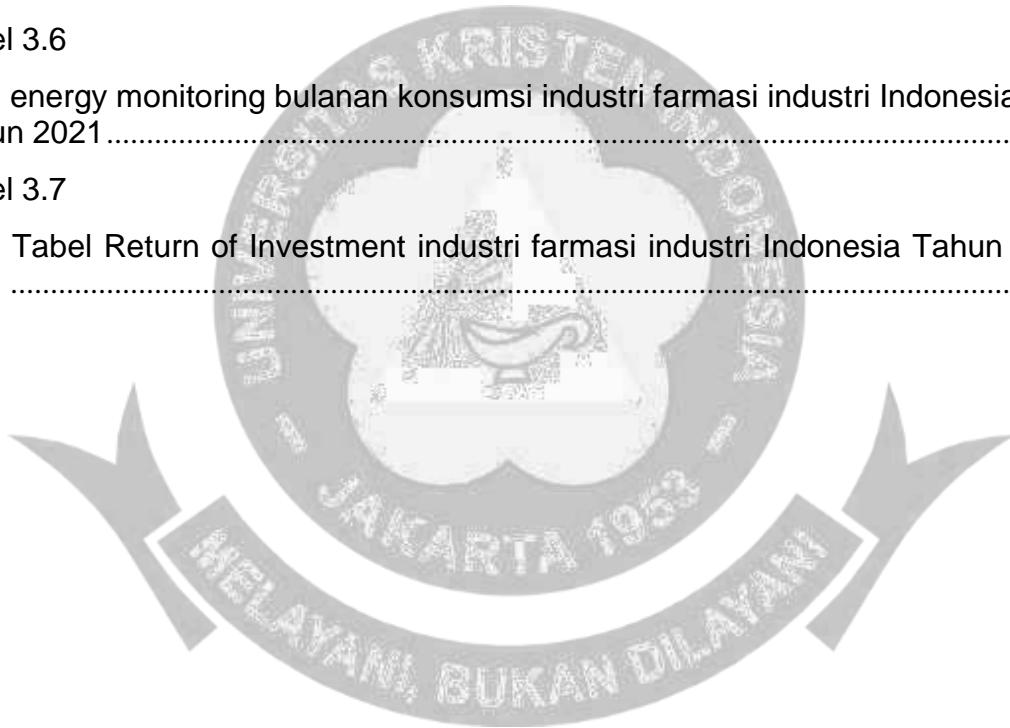 el 3.6
energy monitoring bulanan konsumsi industri farmasi industri Indonesia
un 2021........................................................................................................................
el 3.7
Tabel Return of Investment industri farmasi industri Indonesia Tahun
....................................................................................................................................
UNIVERSITAS KRISTEN INDONESIA
- JAKARTA 1953 -
MELAYANI, BUKAN DILAYANI